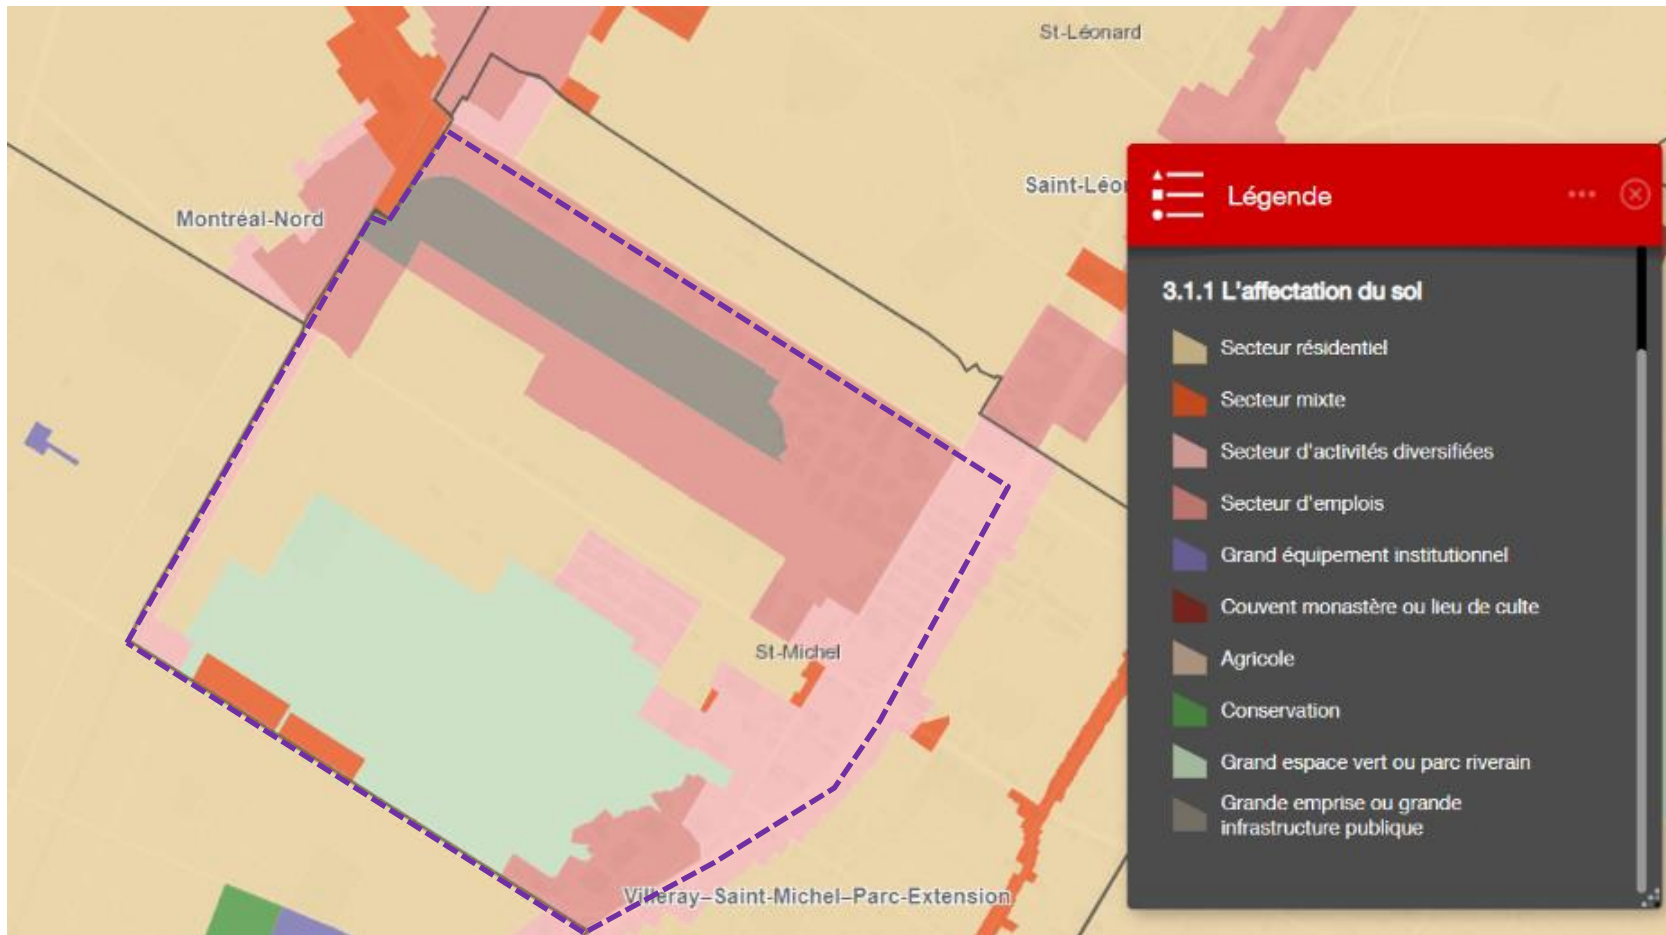 St-Léonard
Saint-Léo
Montréal-Nord
St-Michel
Villeray–Saint-Michel–Parc-Extension
Légende
3.1.1 L'affectation du sol
Secteur résidentiel
Secteur mixte
Secteur d'activités diversifiées
Secteur d'emplois
Grand équipement institutionnel
Couvent monastère ou lieu de culte
Agricole
Conservation
Grand espace vert ou parc riverain
Grande emprise ou grande
infrastructure publique